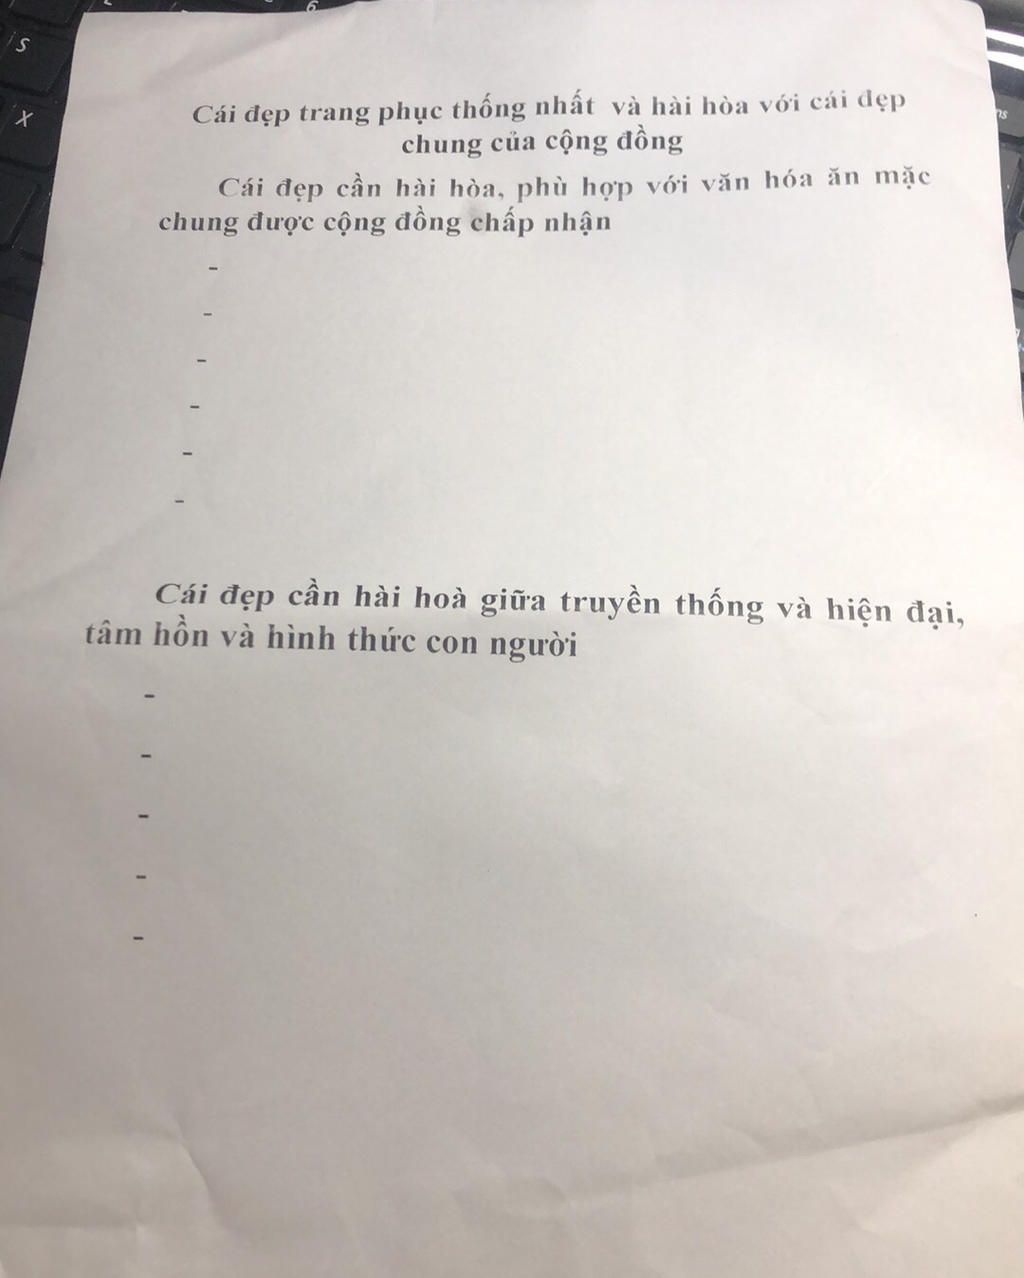 S
X
6
ns
Cái đẹp trang phục thống nhất và hài hòa với cái đẹp
chung của cộng đồng
Cái đẹp cần hài hòa, phù hợp với văn hóa ăn mặc
chung được cộng đồng chấp nhận
-
-
-
-
-
-
Cái đẹp cần hài hoà giữa truyền thống và hiện đại,
tâm hồn và hình thức con người
-
-
-
-
-